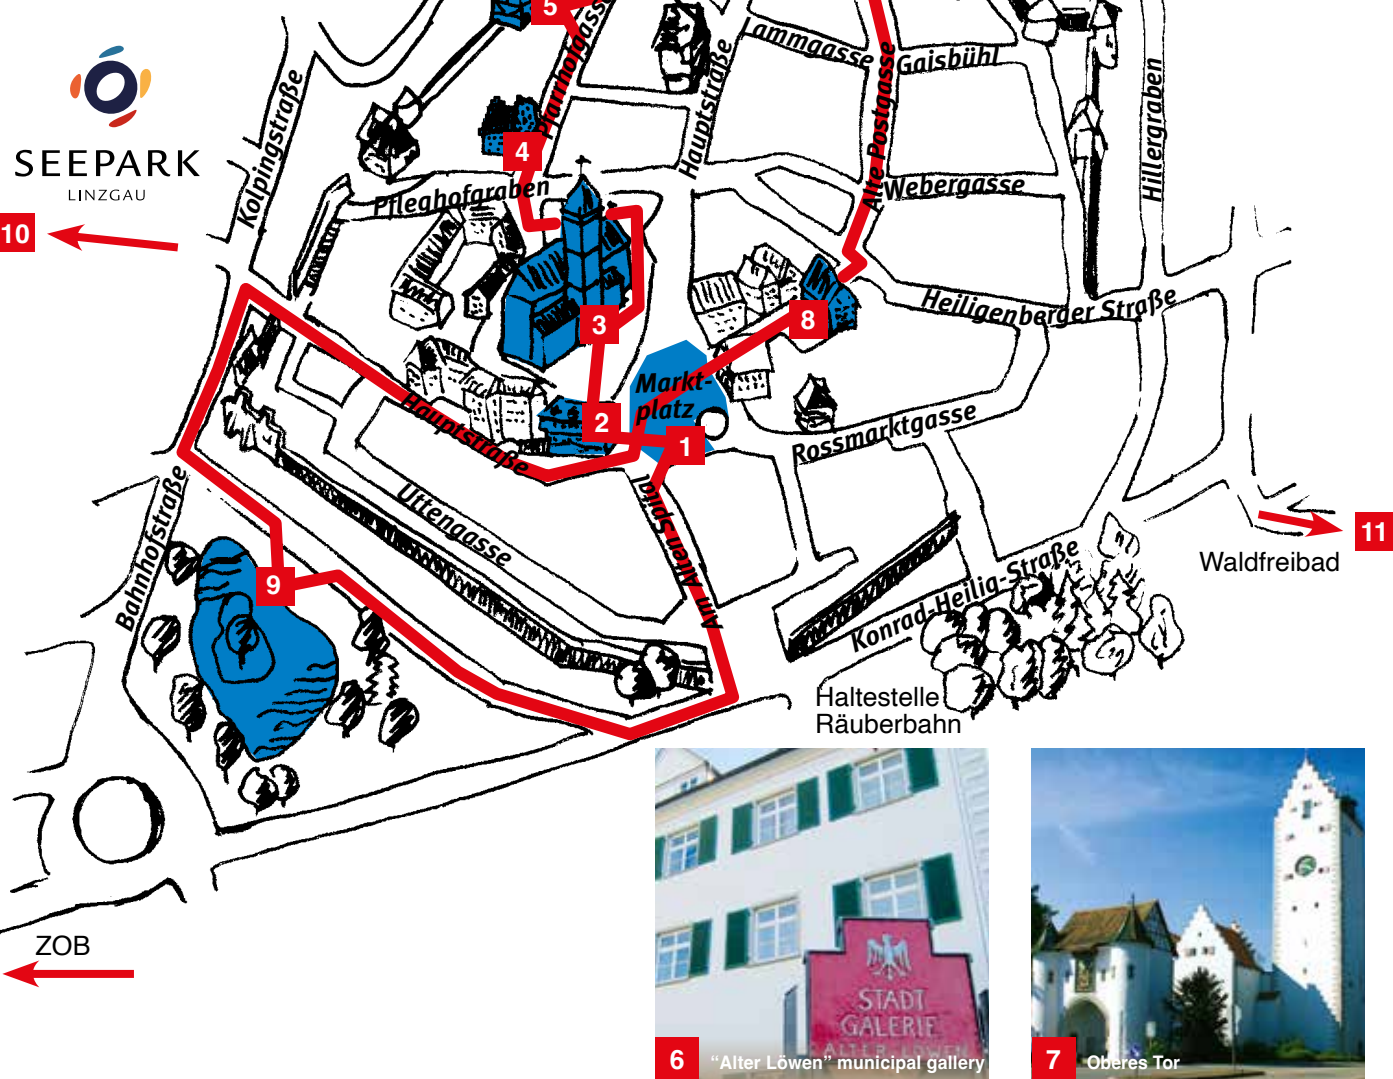 5
Pfarrhofgasse
Lammgasse
Gaisbühl
Hauptstraße
Alte Postgasse
Hillergraben
Kolpingstraße
SEEPARK
LINZGAU
4
Pfleghofgraben
Webergasse
10
3
8
Heiligenberger Straße
Markt-
platz
2
1
Hauptstraße
Rossmarktgasse
Uttengasse
Am Alten Spital
Bahnhofstraße
9
Konrad-Heilig-Straße
11
Waldfreibad
Haltestelle
Räuberbahn
ZOB
STADT
GALERIE
ALTER LÖWEN
6 "Alter Löwen" municipal gallery
7 Oberes Tor